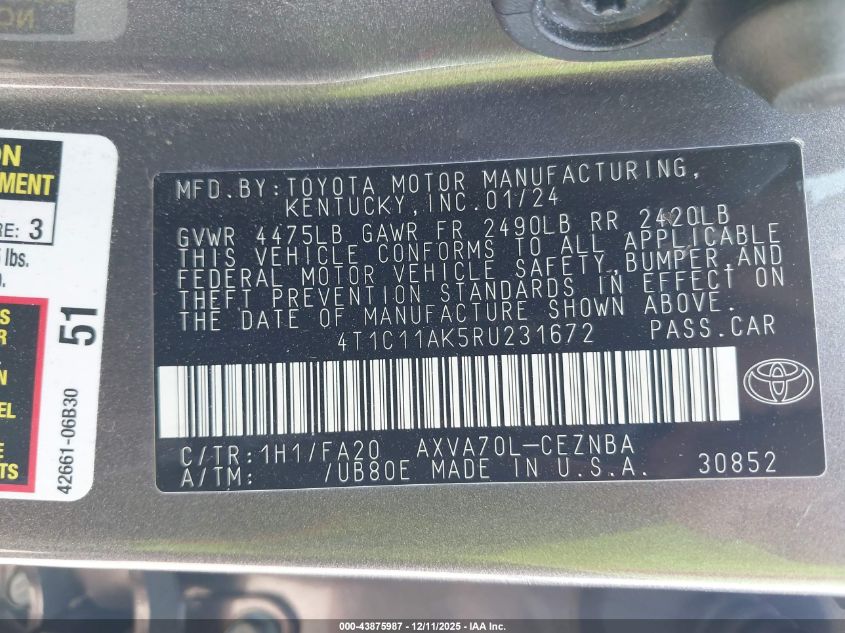 ON
MENT
RE: 3
lbs.
51
42661-06B30
MFD.BY:TOYOTA MOTOR MANUFACTURING,
KENTUCKY,INC.01/24
GVWR 4475LB GAWR FR 2490LB RR 2420LB
THIS VEHICLE CONFORMS TO ALL APPLICABLE
FEDERAL MOTOR VEHICLE SAFETY,BUMPER AND
THEFT PREVENTION STANDARDS IN EFFECT ON
THE DATE OF MANUFACTURE SHOWN ABOVE.
4T1C11AK5RU231672 PASS.CAR
C/TR:1H1/FA20 AXVA70L-CEZNBA
A/TM: /UB80E MADE IN U.S.A. 30852
000-43875987 - 12/11/2025 - IAA Inc.